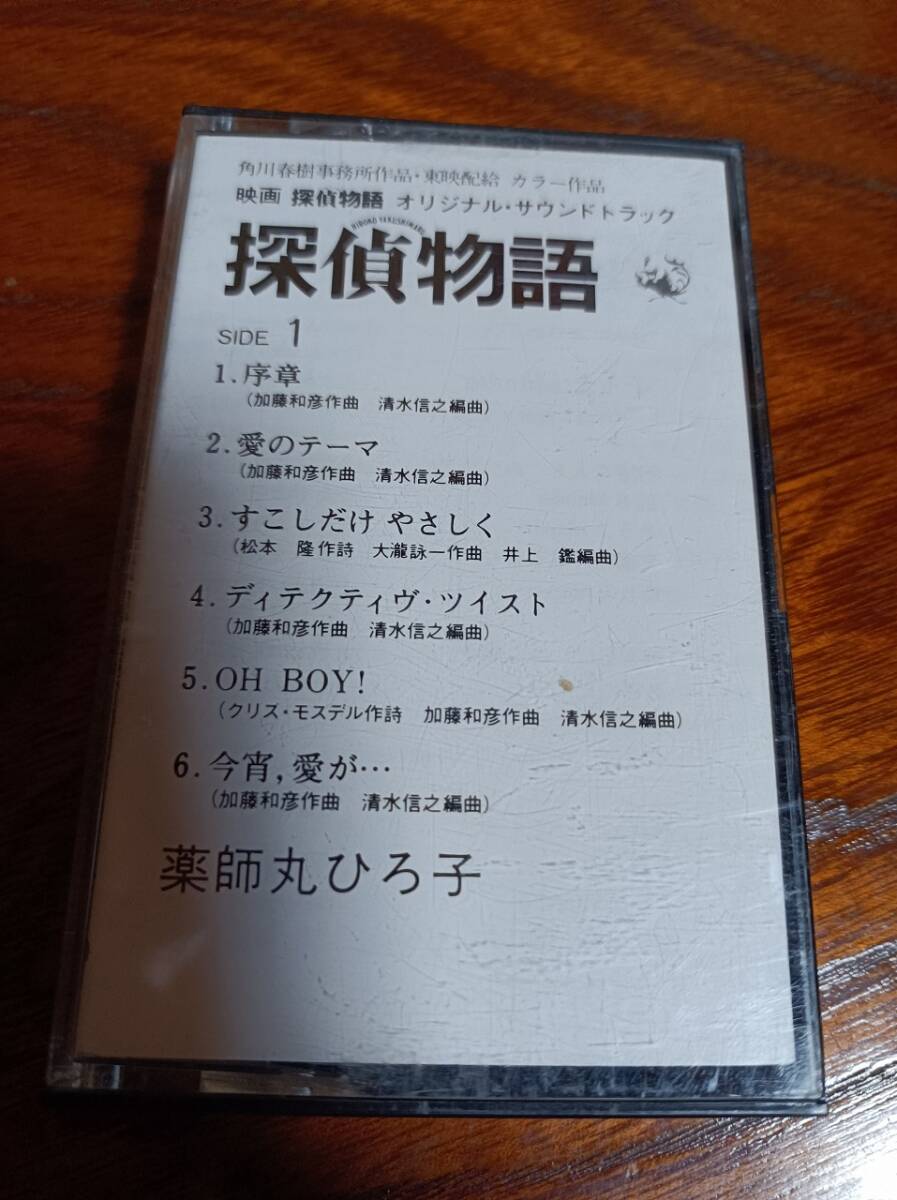 角川春樹事務所作品・東映配給 カラー作品
映画 探偵物語 オリジナル・サウンドトラック
HIROKO YAKUSHIMARU
探偵物語
SIDE 1
1.序章
(加藤和彦作曲 清水信之編曲)
2.愛のテーマ
(加藤和彦作曲 清水信之編曲)
3.すこしだけ やさしく
(松本 隆作詩 大瀧詠一作曲 井上 鑑編曲)
4.ディテクティヴ・ツイスト
(加藤和彦作曲 清水信之編曲)
5.OH BOY!
(クリス・モスデル作詩 加藤和彦作曲 清水信之編曲)
6.今宵,愛が…
(加藤和彦作曲 清水信之編曲)
薬師丸ひろ子